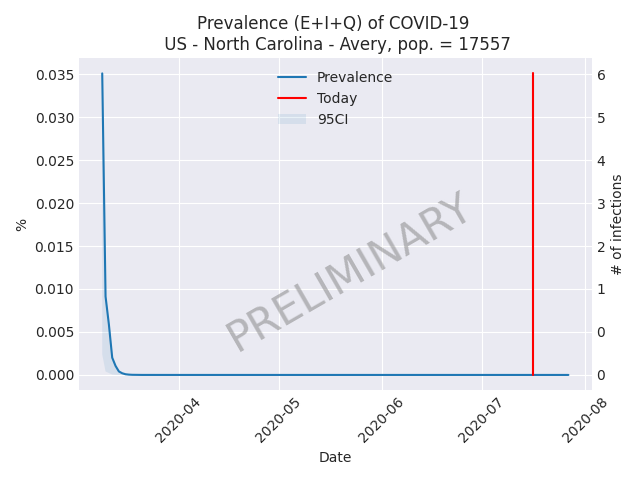 Prevalence (E+I+Q) of COVID-19
US - North Carolina - Avery, pop. = 17557
Prevalence
Today
95CI
0.035
0.030
0.025
0.020
0.015
0.010
0.005
0.000
%
6
5
4
3
2
1
0
0
# of infections
PRELIMINARY
2020-04
2020-05
2020-06
2020-07
2020-08
Date